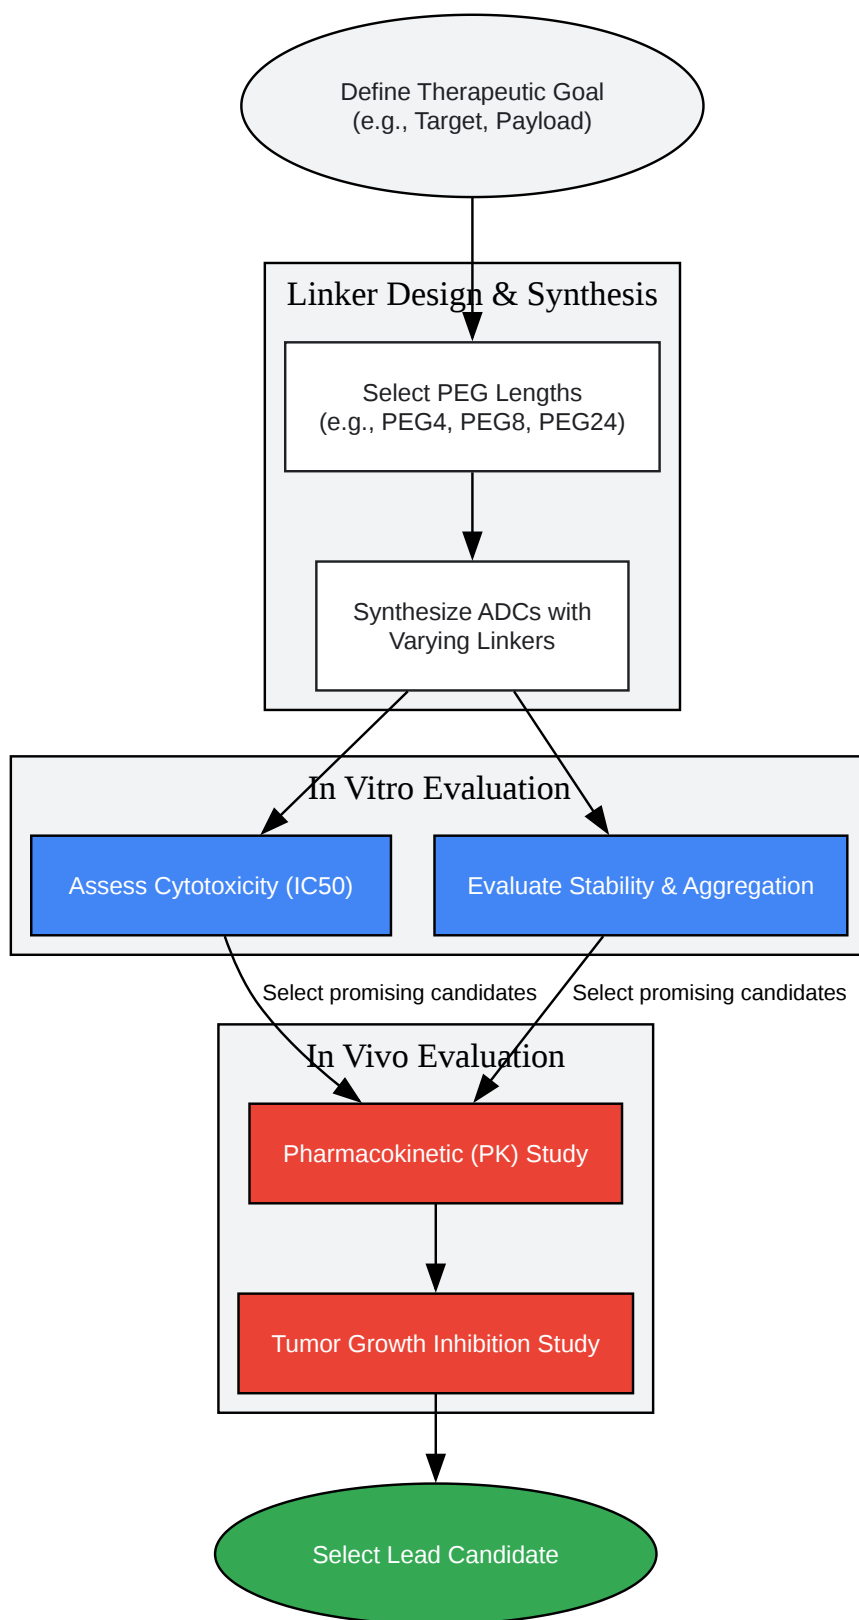 Define Therapeutic Goal
(e.g., Target, Payload)
Linker Design & Synthesis
Select PEG Lengths
(e.g., PEG4, PEG8, PEG24)
Synthesize ADCs with
Varying Linkers
In Vitro Evaluation
Assess Cytotoxicity (IC50)
Evaluate Stability & Aggregation
Select promising candidates
Select promising candidates
In Vivo Evaluation
Pharmacokinetic (PK) Study
Tumor Growth Inhibition Study
Select Lead Candidate